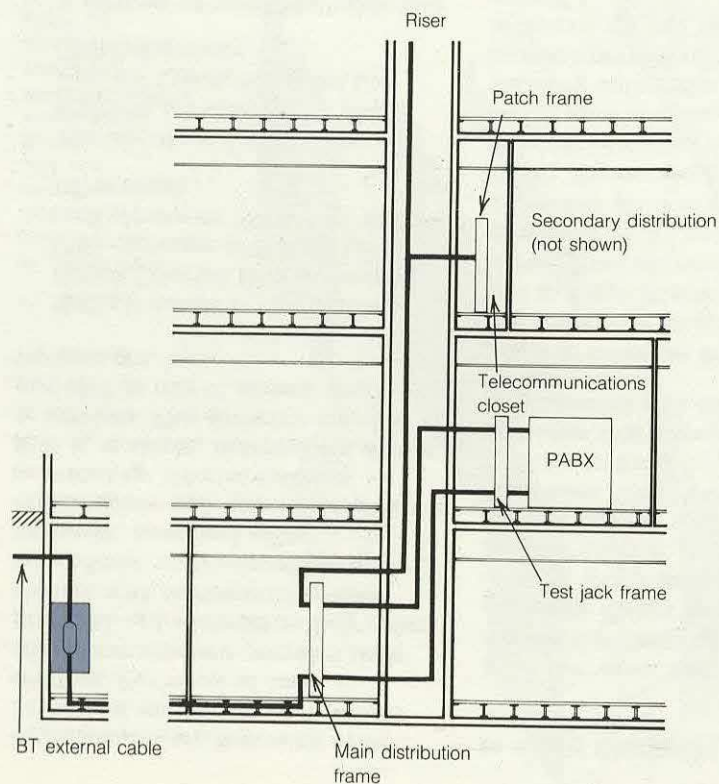 Riser
Patch frame
Secondary distribution
(not shown)
Telecommunications
closet
PABX
Test jack frame
BT external cable
Main distribution
frame